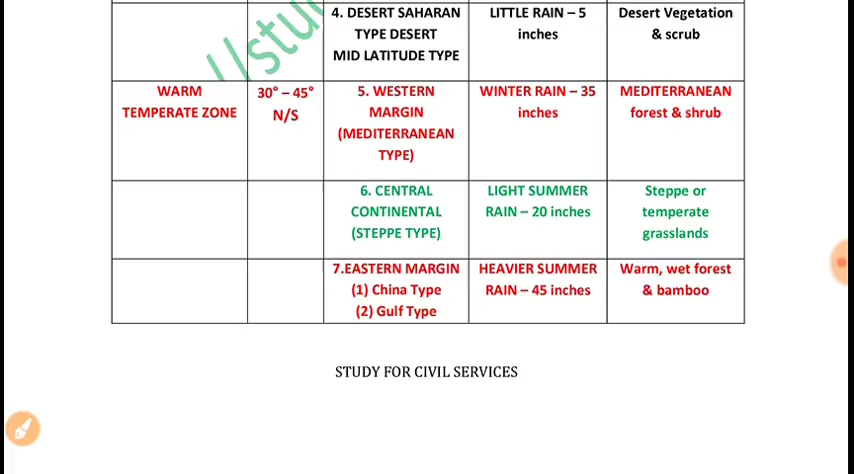 //stu
4. DESERT SAHARAN
TYPE DESERT
MID LATITUDE TYPE
LITTLE RAIN – 5
inches
Desert Vegetation
& scrub
WARM
TEMPERATE ZONE
30° – 45°
N/S
5. WESTERN
MARGIN
(MEDITERRANEAN
TYPE)
WINTER RAIN – 35
inches
MEDITERRANEAN
forest & shrub
6. CENTRAL
CONTINENTAL
(STEPPE TYPE)
LIGHT SUMMER
RAIN – 20 inches
Steppe or
temperate
grasslands
7.EASTERN MARGIN
(1) China Type
(2) Gulf Type
HEAVIER SUMMER
RAIN – 45 inches
Warm, wet forest
& bamboo
STUDY FOR CIVIL SERVICES